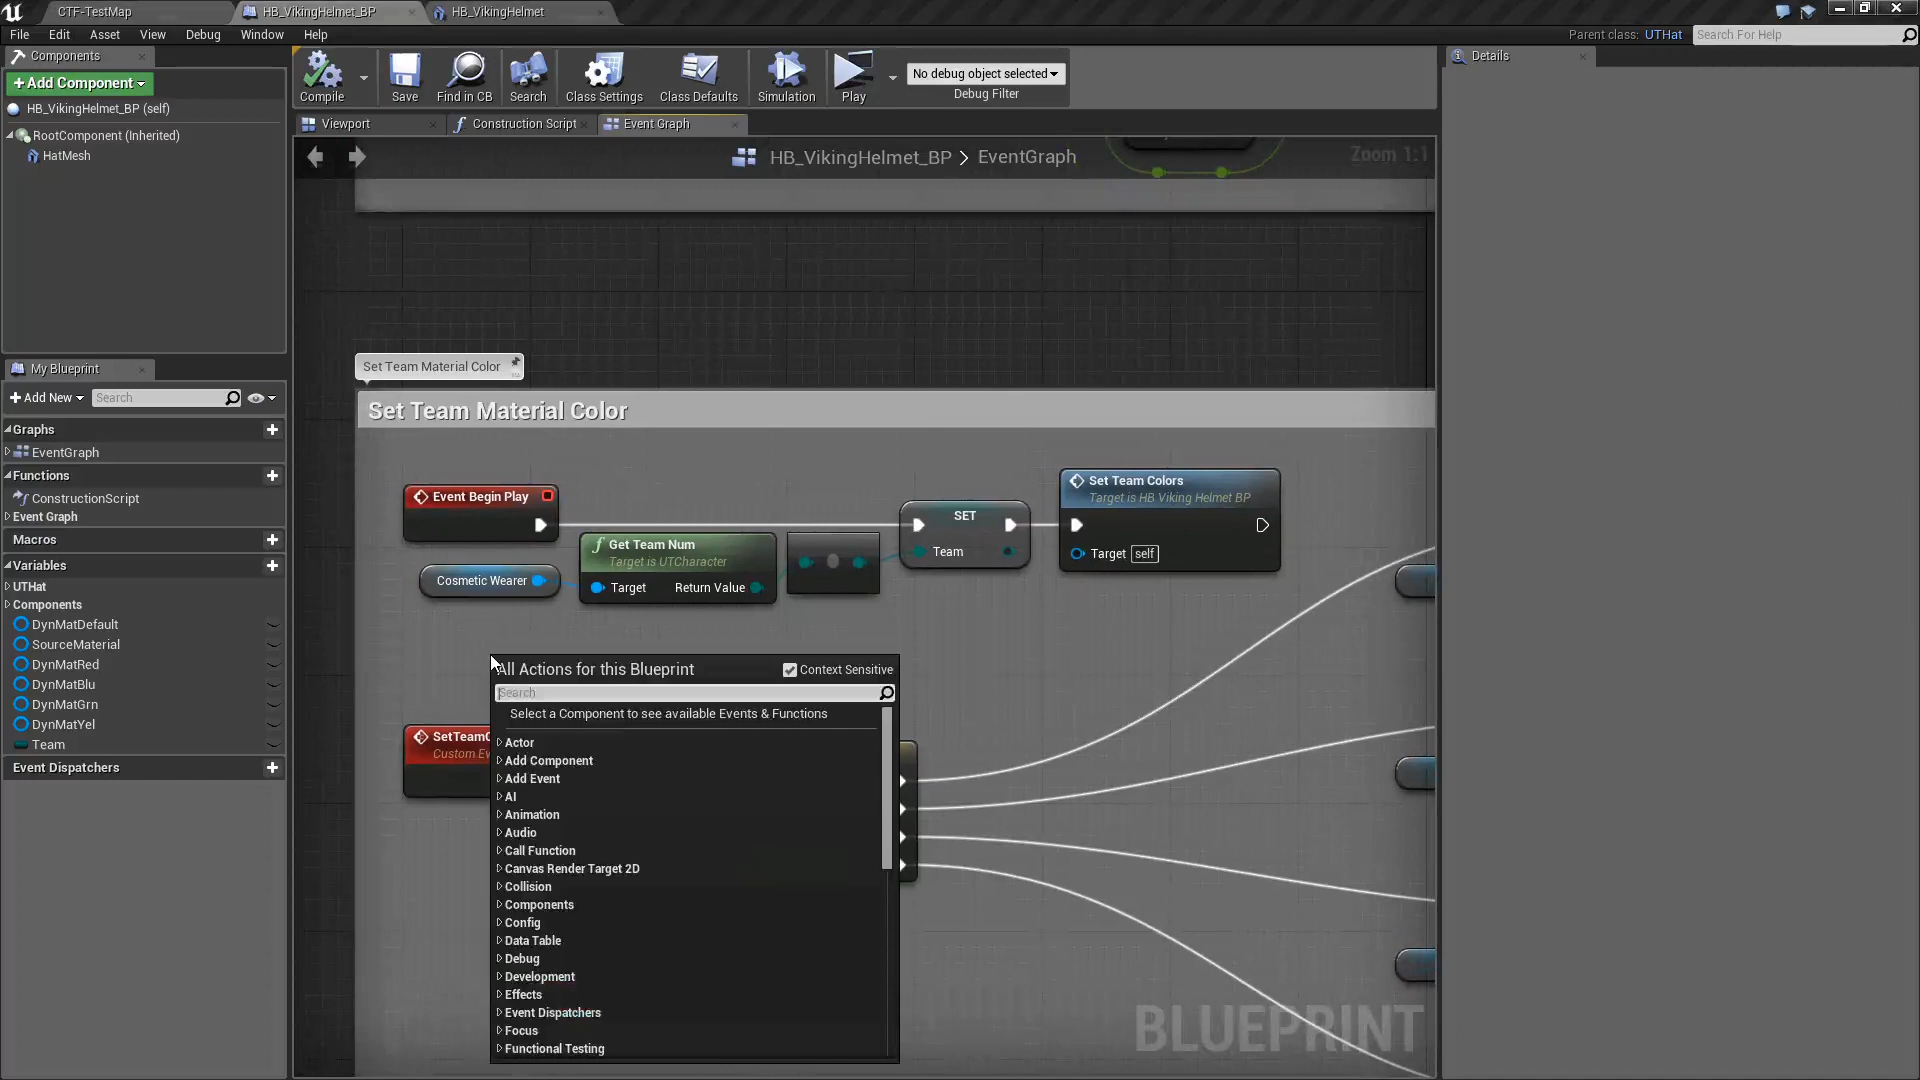 CTF-TestMap
HB_VikingHelmet_BP
HB_VikingHelmet
File Edit Asset View Debug Window Help
Parent class: UTHat
Search For Help
Components
+Add Component
HB_VikingHelmet_BP (self)
RootComponent (Inherited)
HatMesh
Compile
Save
Find in CB
Search
Class Settings
Class Defaults
Simulation
Play
No debug object selected
Debug Filter
Details
Viewport
Construction Script
Event Graph
HB_VikingHelmet_BP > EventGraph
Zoom 1:1
My Blueprint
+Add New
Search
Graphs
EventGraph
Functions
ConstructionScript
Event Graph
Macros
Variables
UTHat
Components
DynMatDefault
SourceMaterial
DynMatRed
DynMatBlu
DynMatGrn
DynMatYel
Team
Event Dispatchers
Set Team Material Color
Set Team Material Color
Event Begin Play
Cosmetic Wearer
Get Team Num
Target is UTCharacter
Target
Return Value
SET
Team
Set Team Colors
Target is HB Viking Helmet BP
Target self
SetTeamC
Custom Ev
All Actions for this Blueprint
Context Sensitive
Search
Select a Component to see available Events & Functions
Actor
Add Component
Add Event
AI
Animation
Audio
Call Function
Canvas Render Target 2D
Collision
Components
Config
Data Table
Debug
Development
Effects
Event Dispatchers
Focus
Functional Testing
BLUEPRINT